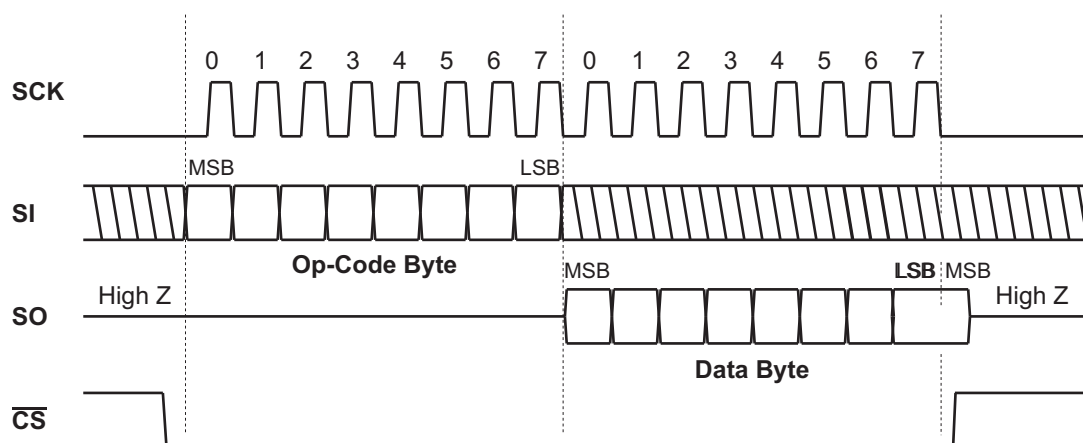 0 1 2 3 4 5 6 7 0 1 2 3 4 5 6 7
SCK
MSB LSB
SI
Op-Code Byte
MSB LSB MSB
High Z High Z
SO
Data Byte
CS